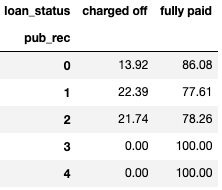 loan_status charged off fully paid
pub_rec
0 13.92 86.08
1 22.39 77.61
2 21.74 78.26
3 0.00 100.00
4 0.00 100.00